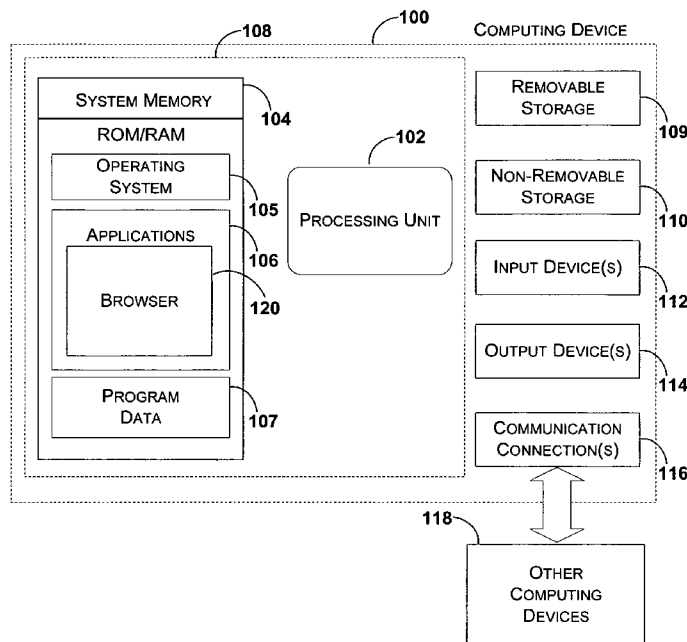 100
COMPUTING DEVICE
108
SYSTEM MEMORY
104
ROM/RAM
OPERATING
SYSTEM
105
APPLICATIONS
106
BROWSER
120
PROGRAM
DATA
107
102
PROCESSING UNIT
REMOVABLE
STORAGE
109
NON-REMOVABLE
STORAGE
110
INPUT DEVICE(S)
112
OUTPUT DEVICE(S)
114
COMMUNICATION
CONNECTION(S)
116
118
OTHER
COMPUTING
DEVICES